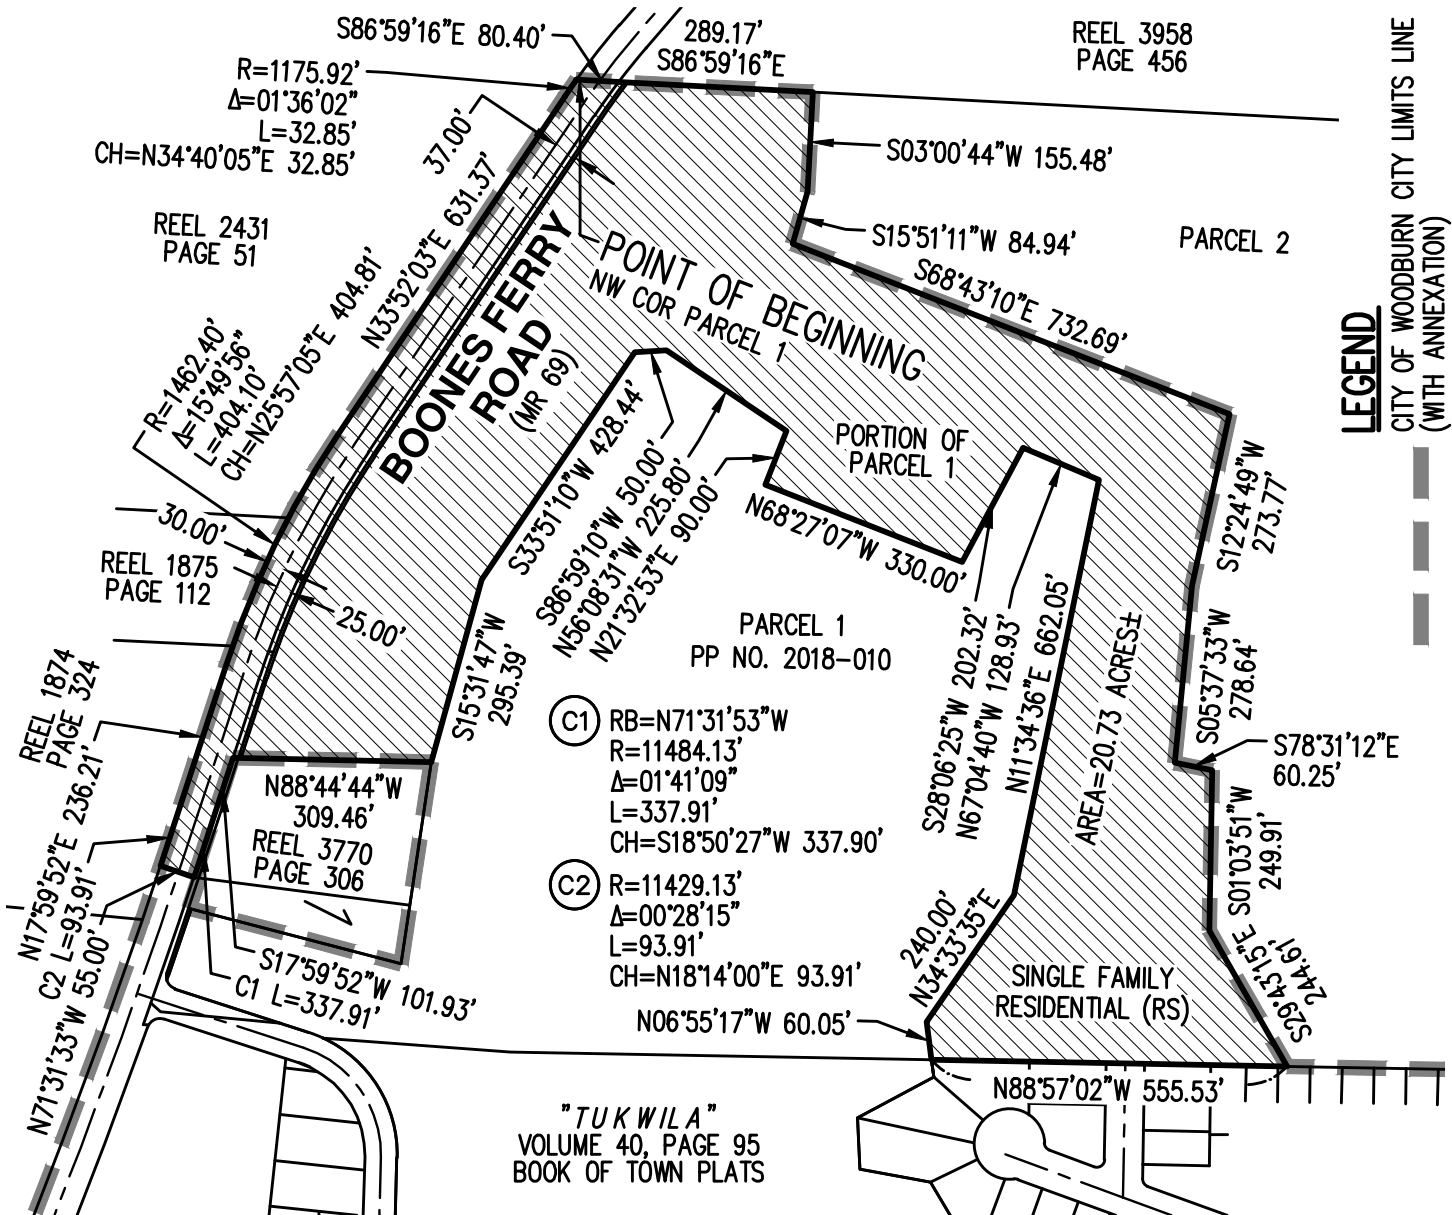 S86°59'16"E 80.40'
289.17'
S86°59'16"E
REEL 3958
PAGE 456
R=1175.92'
Δ=01°36'02"
L=32.85'
CH=N34°40'05"E 32.85'
37.00'
N33°52'03"E 631.37'
S03°00'44"W 155.48'
S15°51'11"W 84.94'
PARCEL 2
REEL 2431
PAGE 51
S68°43'10"E 732.69'
POINT OF BEGINNING
NW COR PARCEL 1
BOONES FERRY
ROAD
(MR 69)
R=1462.40'
Δ=15°49'56"
L=404.10'
CH=N25°57'05"E 404.81'
LEGEND
CITY OF WOODBURN CITY LIMITS LINE
(WITH ANNEXATION)
PORTION OF
PARCEL 1
S33°51'10"W 428.44'
S86°59'10"W 50.00'
N56°08'31"W 225.80'
N21°32'53"E 90.00'
N68°27'07"W 330.00'
S12°24'49"W
273.77'
30.00'
REEL 1875
PAGE 112
25.00'
S15°31'47"W
295.39'
PARCEL 1
PP NO. 2018-010
S28°06'25"W 202.32'
N67°04'40"W 128.93'
N11°34'36"E 662.05'
AREA=20.73 ACRES±
S05°37'33"W
278.64'
S78°31'12"E
60.25'
REEL 1874
PAGE 324
C1 RB=N71°31'53"W
R=11484.13'
Δ=01°41'09"
L=337.91'
CH=S18°50'27"W 337.90'
C2 R=11429.13'
Δ=00°28'15"
L=93.91'
CH=N18°14'00"E 93.91'
N88°44'44"W
309.46'
REEL 3770
PAGE 306
N17°59'52"E 236.21'
C2 L=93.91'
N71°31'33"W 55.00'
S17°59'52"W 101.93'
C1 L=337.91'
S01°03'51"W
249.91'
S29°43'15"E
244.61'
240.00'
N34°33'35"E
SINGLE FAMILY
RESIDENTIAL (RS)
N06°55'17"W 60.05'
N88°57'02"W 555.53'
"TUKWILA"
VOLUME 40, PAGE 95
BOOK OF TOWN PLATS